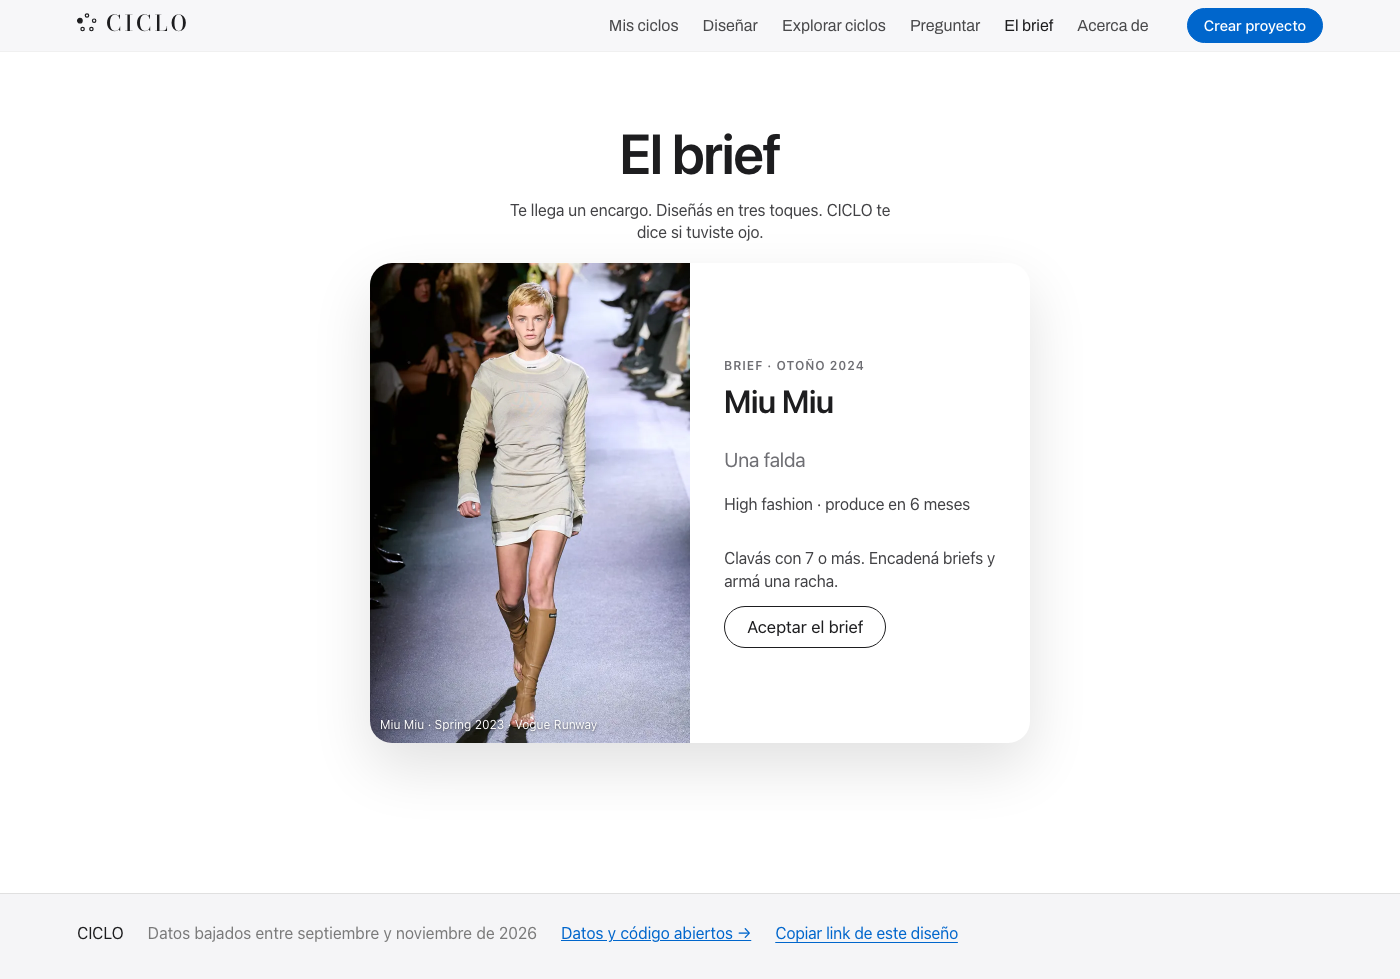 CICLO
Mis ciclos
Diseñar
Explorar ciclos
Preguntar
El brief
Acerca de
Crear proyecto
El brief
Te llega un encargo. Diseñás en tres toques. CICLO te
dice si tuviste ojo.
Miu Miu · Spring 2023 · Vogue Runway
BRIEF · OTOÑO 2024
Miu Miu
Una falda
High fashion · produce en 6 meses
Clavás con 7 o más. Encadená briefs y
armá una racha.
Aceptar el brief
CICLO
Datos bajados entre septiembre y noviembre de 2026
Datos y código abiertos →
Copiar link de este diseño